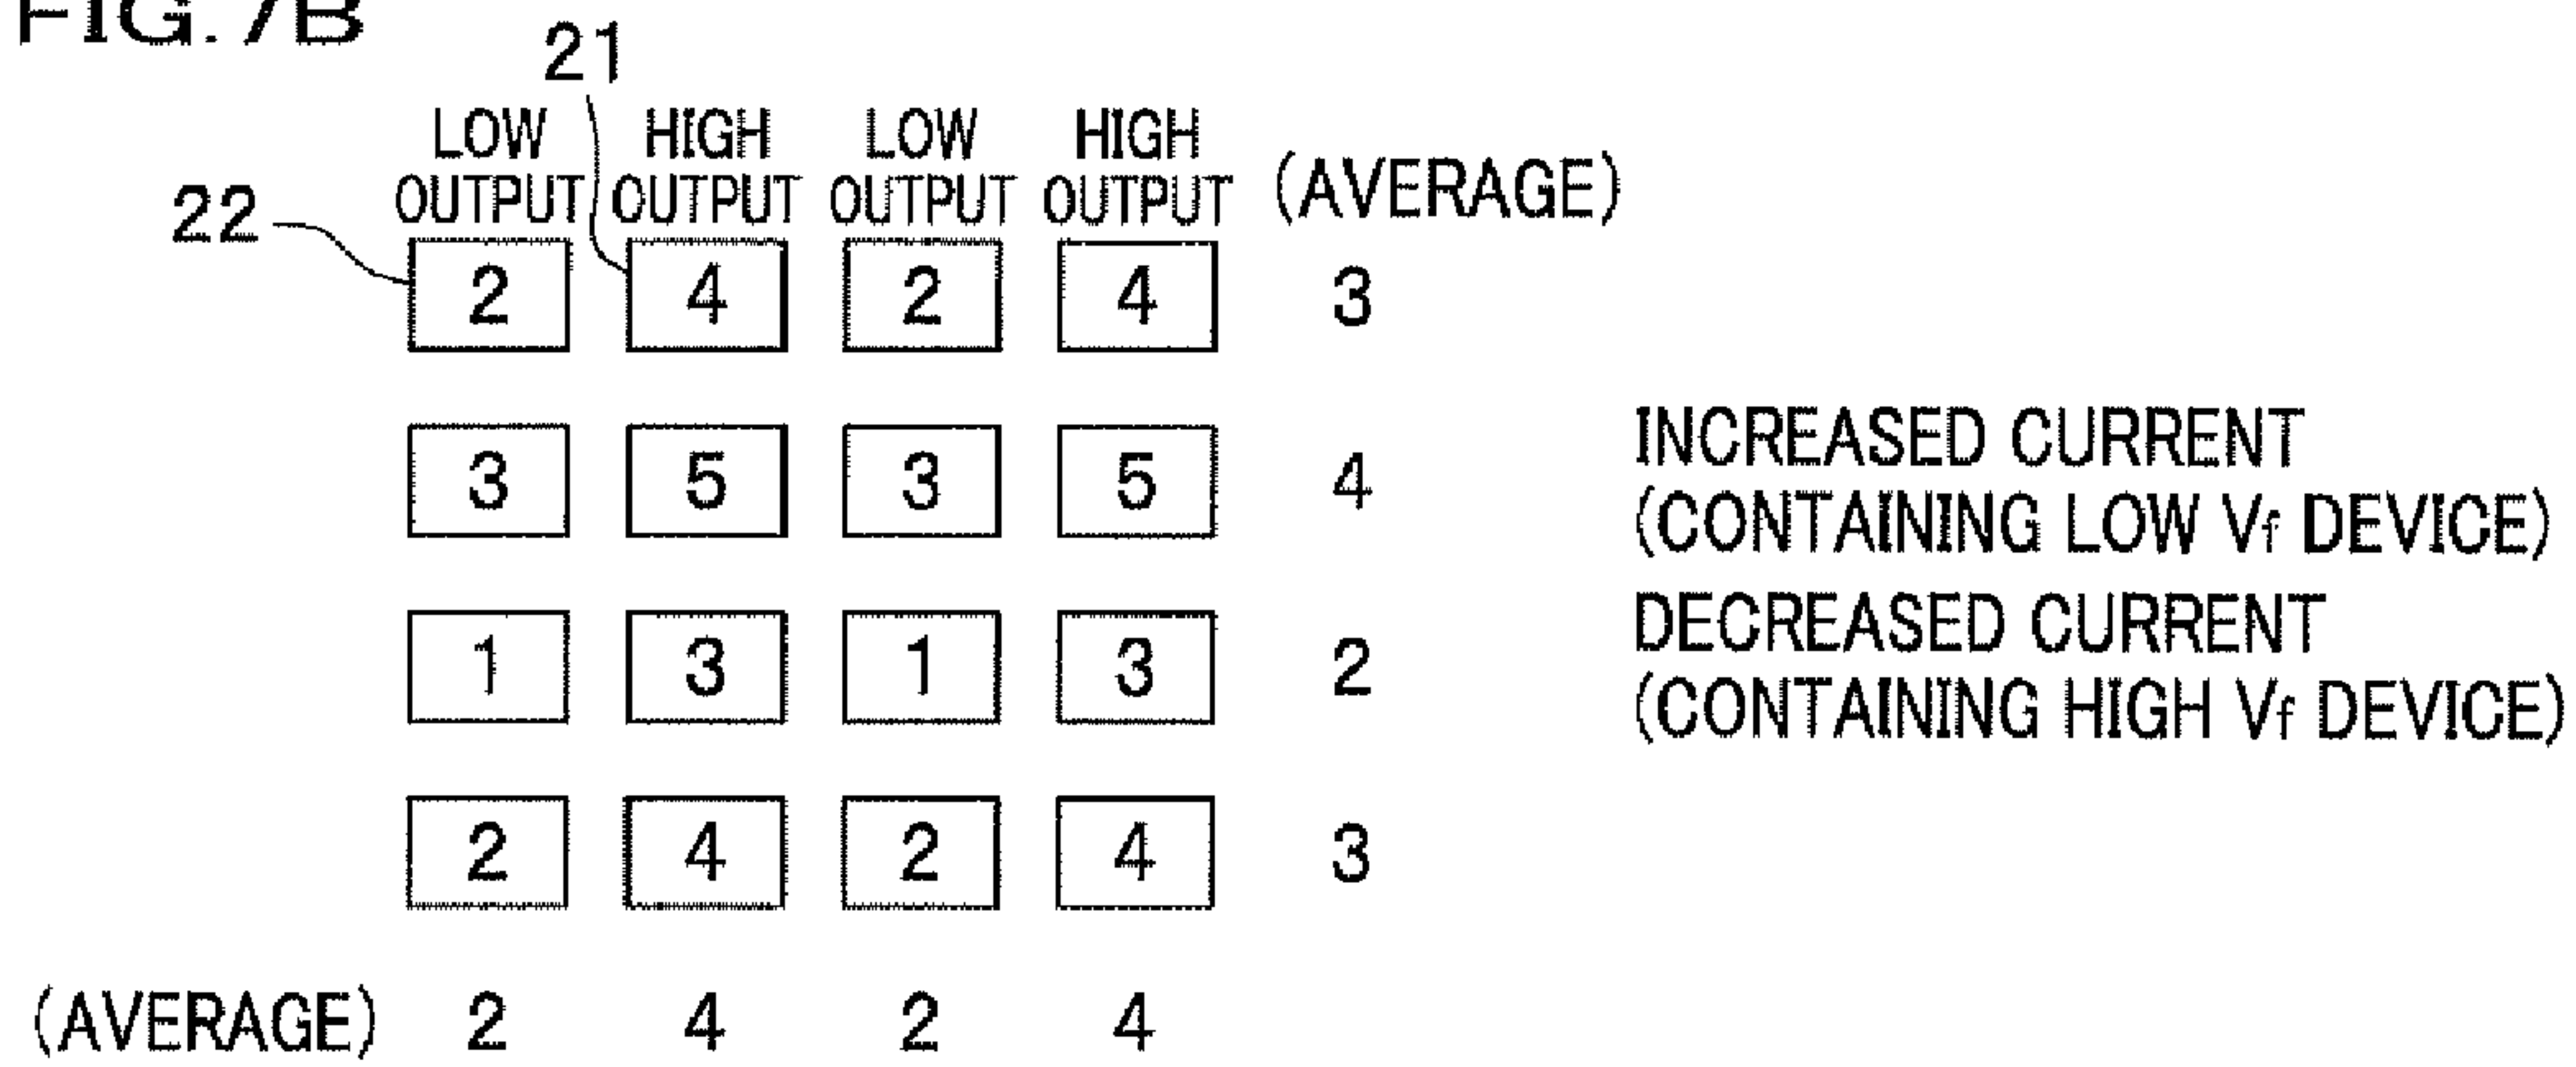 FIG. 7B
21
LOW HIGH LOW HIGH
22 OUTPUT OUTPUT OUTPUT OUTPUT (AVERAGE)
2 4 2 4 3
3 5 3 5 4
INCREASED CURRENT
(CONTAINING LOW Vf DEVICE)
1 3 1 3 2
DECREASED CURRENT
(CONTAINING HIGH Vf DEVICE)
2 4 2 4 3
(AVERAGE) 2 4 2 4